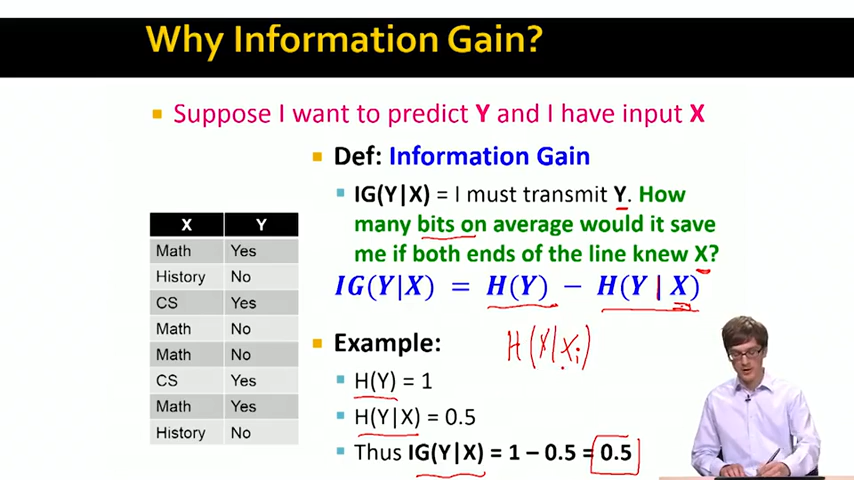 Why Information Gain?
Suppose I want to predict Y and I have input X
Def: Information Gain
IG(Y|X) = I must transmit Y. How
many bits on average would it save
me if both ends of the line knew X?
IG(Y|X) = H(Y) − H(Y | X)
X Y
Math Yes
History No
CS Yes
Math No
Math No
CS Yes
Math Yes
History No
Example:
H(Y|Xi)
H(Y) = 1
H(Y|X) = 0.5
Thus IG(Y|X) = 1 – 0.5 = 0.5